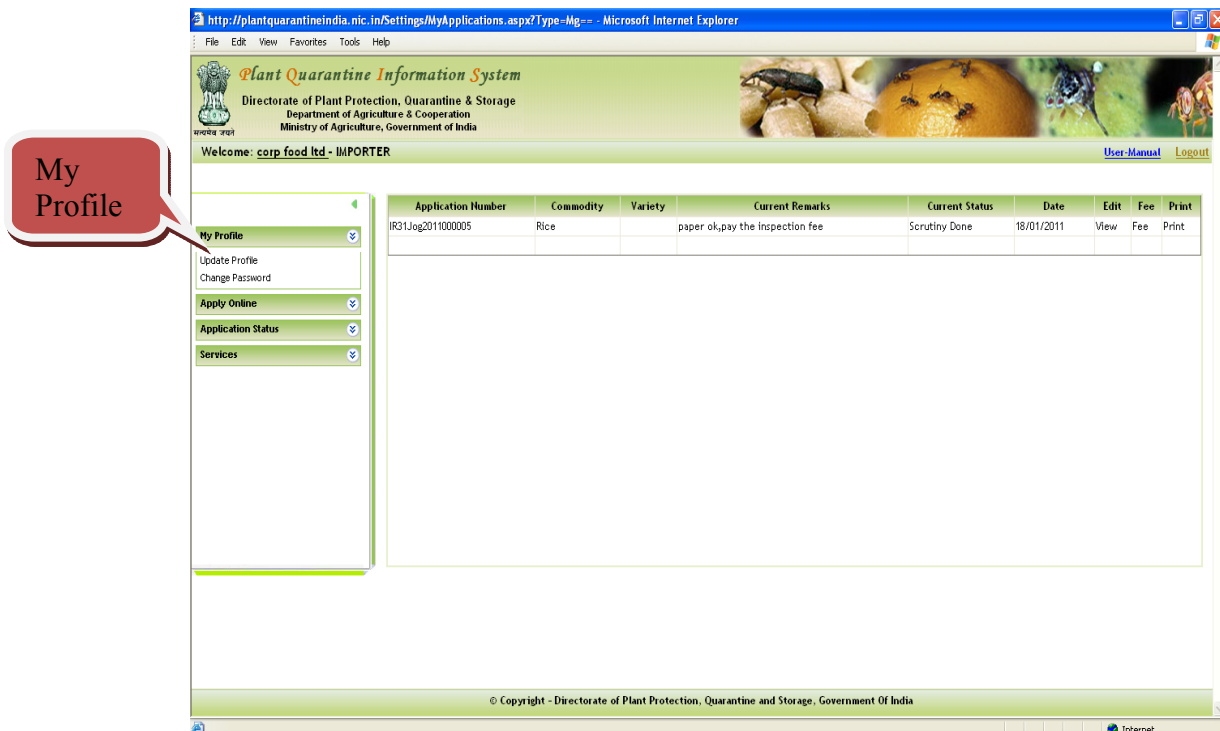 http://plantquarantineindia.nic.in/Settings/MyApplications.aspx?Type=Mg== - Microsoft Internet Explorer
File Edit View Favorites Tools Help
Plant Quarantine Information System
Directorate of Plant Protection, Quarantine & Storage
Department of Agriculture & Cooperation
Ministry of Agriculture, Government of India
सत्यमेव जयते
Welcome: corp food ltd - IMPORTER User-Manual Logout
My
Profile
Application Number Commodity Variety Current Remarks Current Status Date Edit Fee Print
IR31Jog2011000005 Rice paper ok,pay the inspection fee Scrutiny Done 18/01/2011 View Fee Print
My Profile
Update Profile
Change Password
Apply Online
Application Status
Services
© Copyright - Directorate of Plant Protection, Quarantine and Storage, Government Of India
Internet